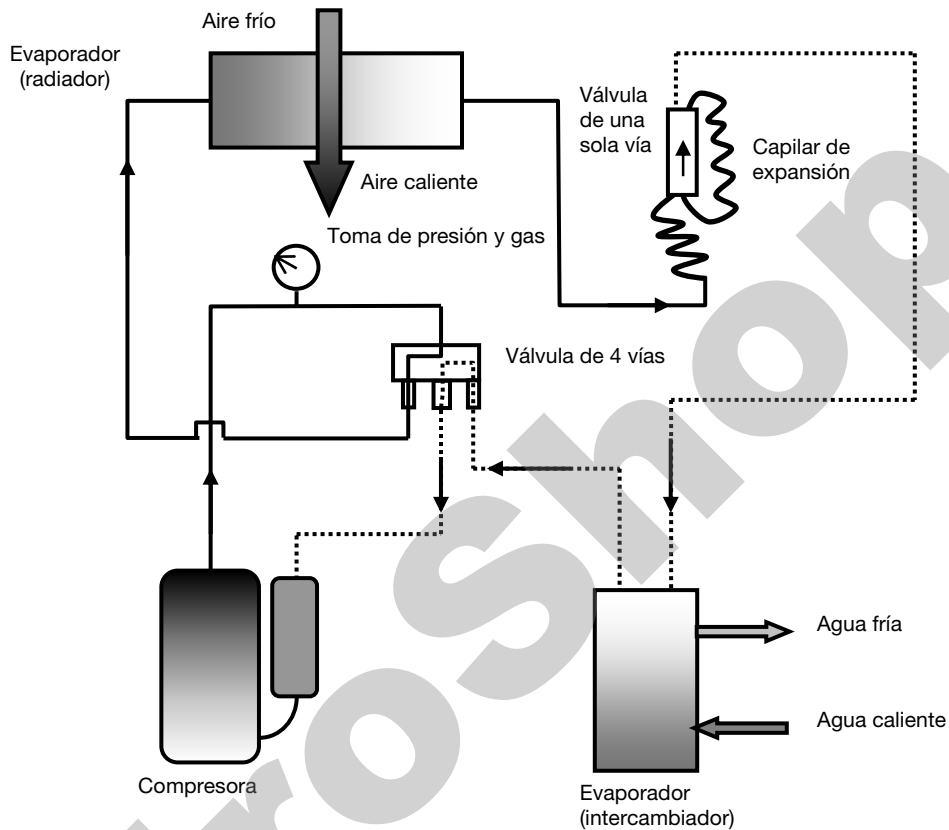 Aire frío
Evaporador
(radiador)
Válvula
de una
sola vía
Capilar de
expansión
Aire caliente
Toma de presión y gas
Válvula de 4 vías
Agua fría
Agua caliente
Compresora
Evaporador
(intercambiador)
roshop